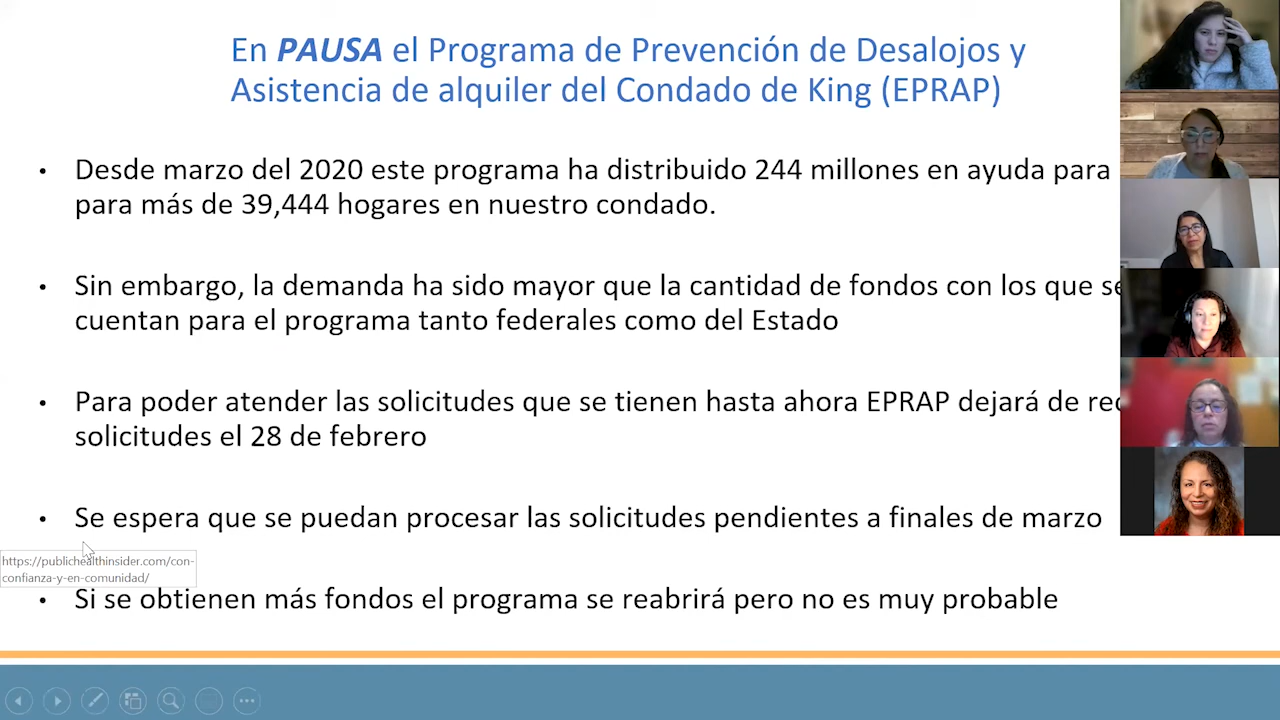 En PAUSA el Programa de Prevención de Desalojos y
Asistencia de alquiler del Condado de King (EPRAP)
• Desde marzo del 2020 este programa ha distribuido 244 millones en ayuda para
para más de 39,444 hogares en nuestro condado.
• Sin embargo, la demanda ha sido mayor que la cantidad de fondos con los que se
cuentan para el programa tanto federales como del Estado
• Para poder atender las solicitudes que se tienen hasta ahora EPRAP dejará de
solicitudes el 28 de febrero
• Se espera que se puedan procesar las solicitudes pendientes a finales de marzo
https://publichealthinsider.com/con-
confianza-y-en-comunidad/
• Si se obtienen más fondos el programa se reabrirá pero no es muy probable